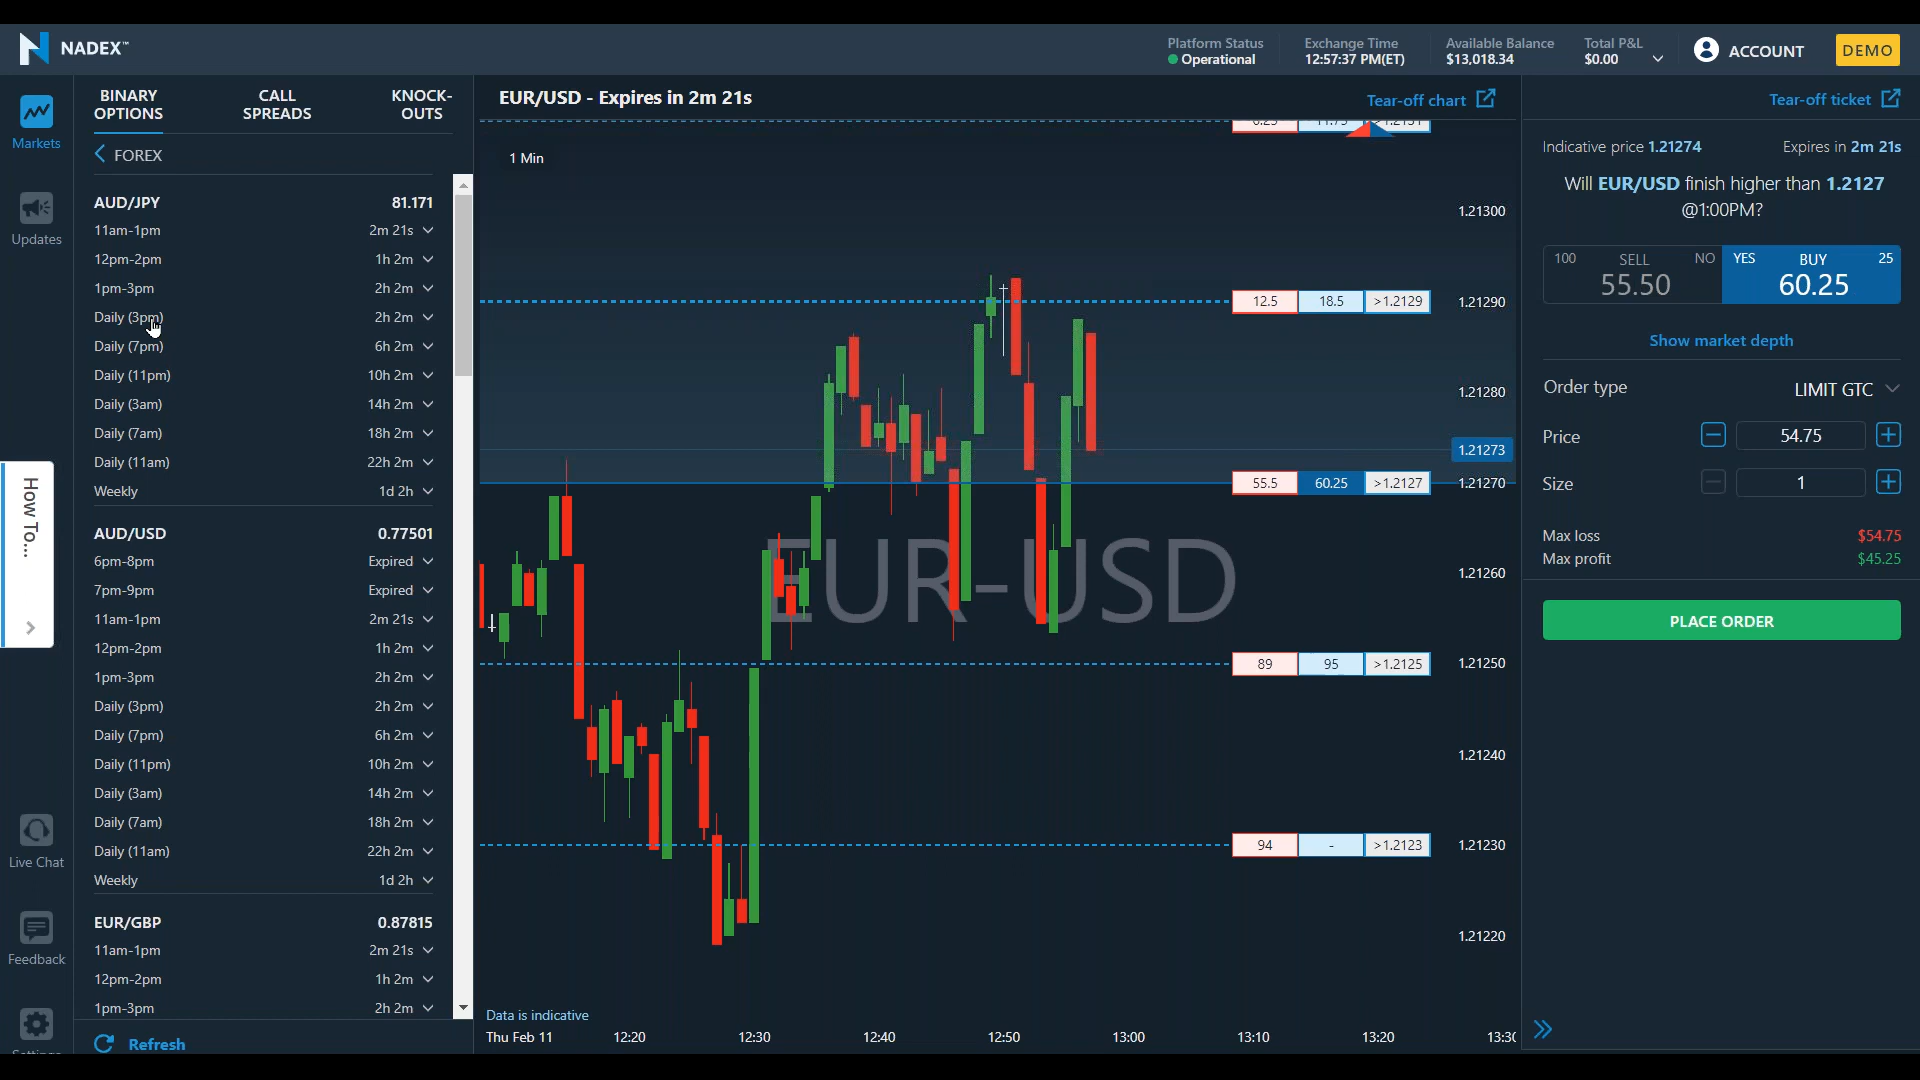 NADEX™
Platform Status
Operational
Exchange Time
12:57:37 PM(ET)
Available Balance
$13,018.34
Total P&L
$0.00
ACCOUNT
DEMO
Markets
Updates
How To...
Live Chat
Feedback
BINARY OPTIONS
CALL SPREADS
KNOCK-OUTS
FOREX
AUD/JPY 81.171
11am-1pm 2m 21s
12pm-2pm 1h 2m
1pm-3pm 2h 2m
Daily (3pm) 2h 2m
Daily (7pm) 6h 2m
Daily (11pm) 10h 2m
Daily (3am) 14h 2m
Daily (7am) 18h 2m
Daily (11am) 22h 2m
Weekly 1d 2h
AUD/USD 0.77501
6pm-8pm Expired
7pm-9pm Expired
11am-1pm 2m 21s
12pm-2pm 1h 2m
1pm-3pm 2h 2m
Daily (3pm) 2h 2m
Daily (7pm) 6h 2m
Daily (11pm) 10h 2m
Daily (3am) 14h 2m
Daily (7am) 18h 2m
Daily (11am) 22h 2m
Weekly 1d 2h
EUR/GBP 0.87815
11am-1pm 2m 21s
12pm-2pm 1h 2m
1pm-3pm 2h 2m
Refresh
EUR/USD - Expires in 2m 21s
Tear-off chart
1 Min
1.21300
12.5 18.5 >1.2129 1.21290
1.21280
1.21273
55.5 60.25 >1.2127 1.21270
EUR-USD
1.21260
89 95 >1.2125 1.21250
1.21240
94 - >1.2123 1.21230
1.21220
Data is indicative
Thu Feb 11 12:20 12:30 12:40 12:50 13:00 13:10 13:20
Tear-off ticket
Indicative price 1.21274 Expires in 2m 21s
Will EUR/USD finish higher than 1.2127
@1:00PM?
100 SELL NO YES BUY 25
55.50 60.25
Show market depth
Order type LIMIT GTC
Price 54.75
Size 1
Max loss $54.75
Max profit $45.25
PLACE ORDER